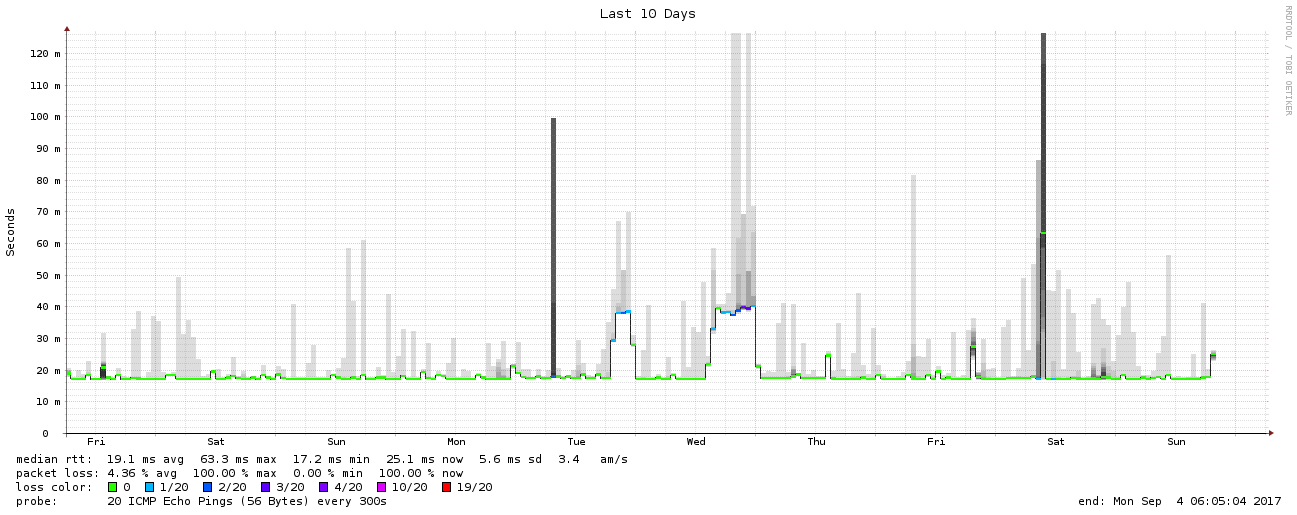 Last 10 Days
RRDTOOL / TOBI OETIKER
Seconds
120 m
110 m
100 m
90 m
80 m
70 m
60 m
50 m
40 m
30 m
20 m
10 m
0
Fri Sat Sun Mon Tue Wed Thu Fri Sat Sun
median rtt: 19.1 ms avg 63.3 ms max 17.2 ms min 25.1 ms now 5.6 ms sd 3.4 am/s
packet loss: 4.36 % avg 100.00 % max 0.00 % min 100.00 % now
loss color: 0 1/20 2/20 3/20 4/20 10/20 19/20
probe: 20 ICMP Echo Pings (56 Bytes) every 300s end: Mon Sep 4 06:05:04 2017